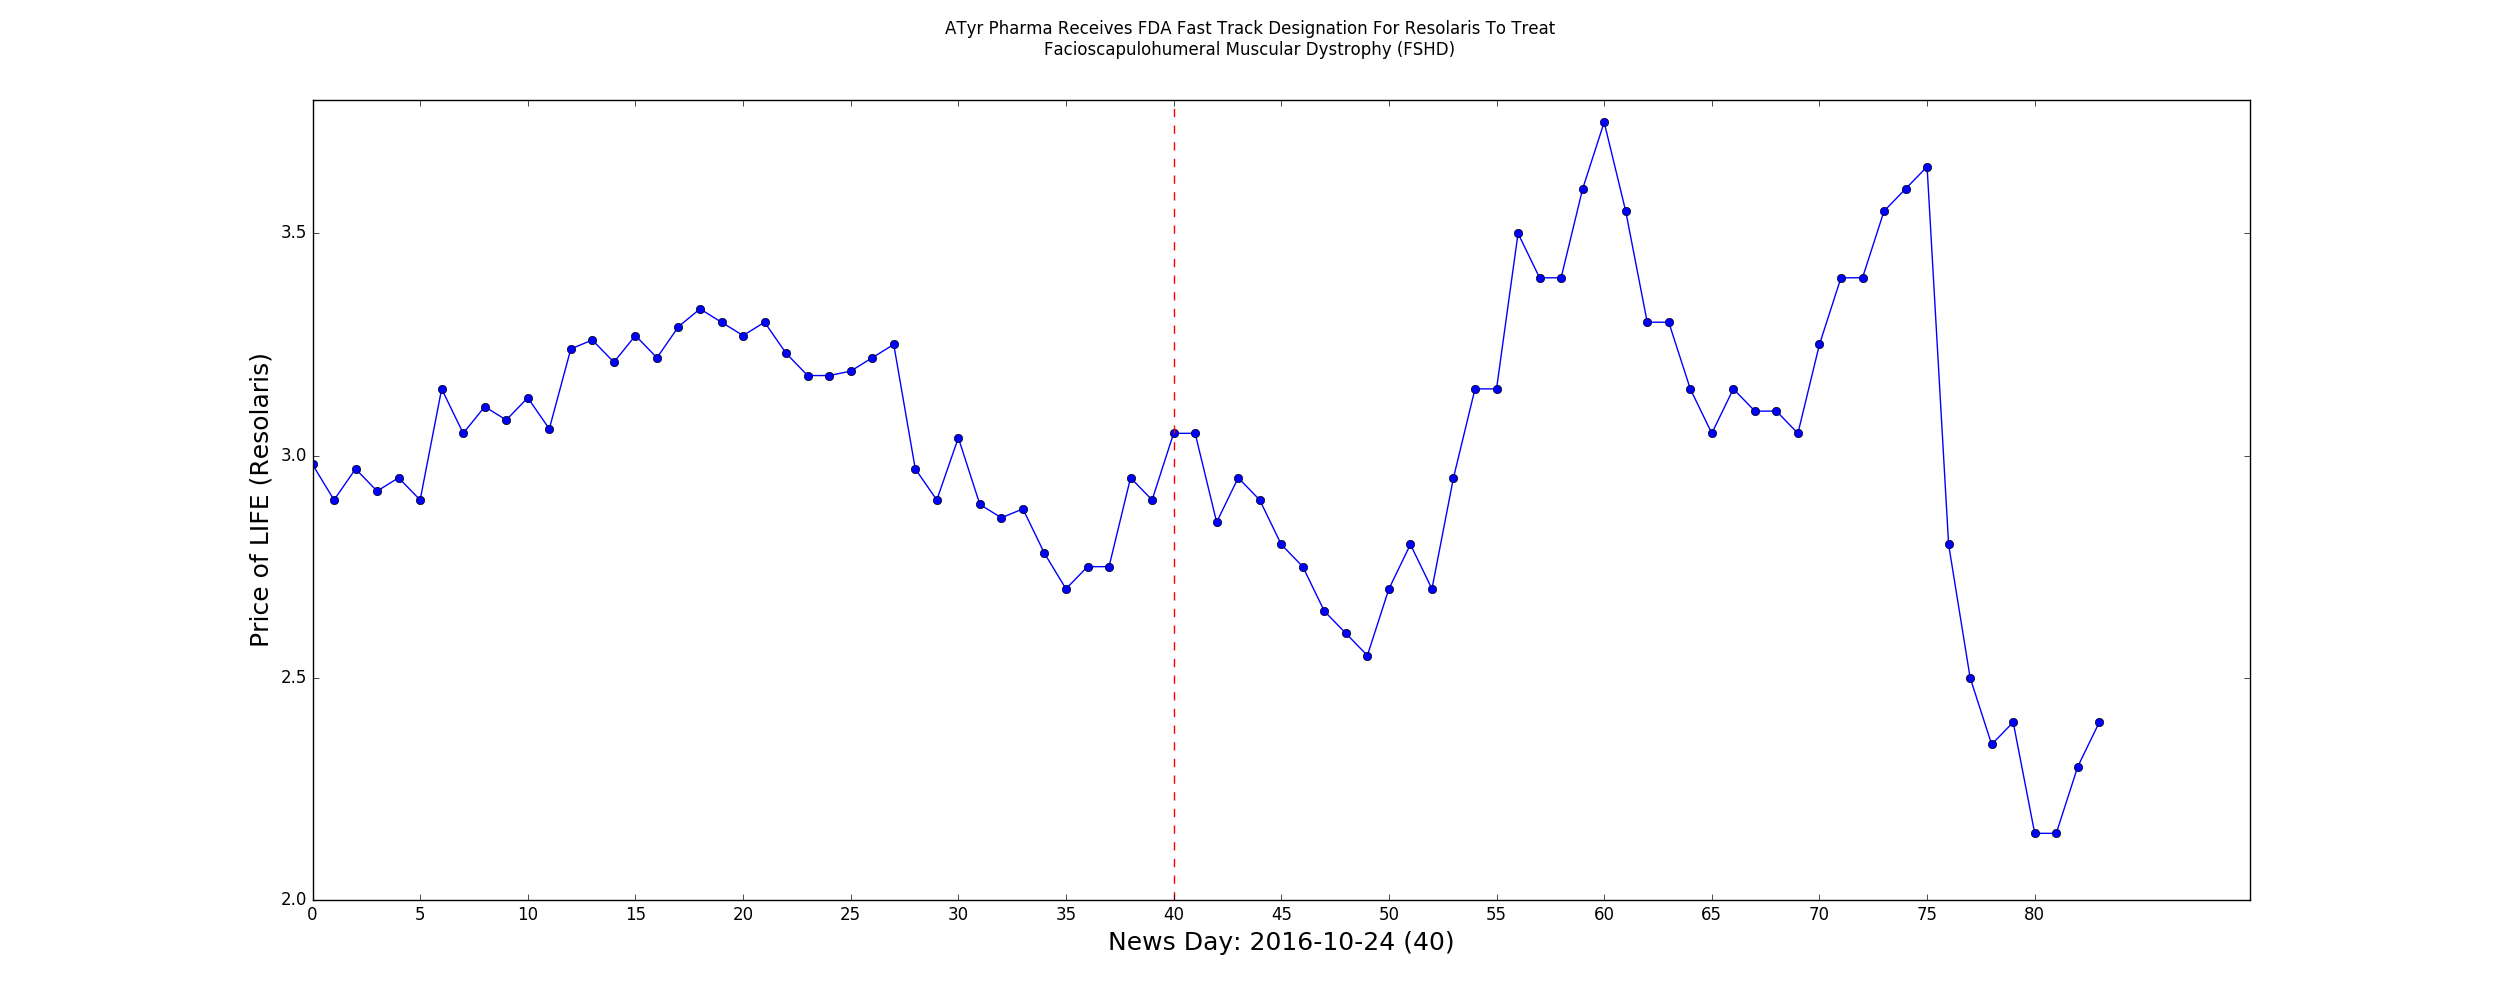 ATyr Pharma Receives FDA Fast Track Designation For Resolaris To Treat
Facioscapulohumeral Muscular Dystrophy (FSHD)
Price of LIFE (Resolaris)
3.5
3.0
2.5
2.0
0 5 10 15 20 25 30 35 40 45 50 55 60 65 70 75 80
News Day: 2016-10-24 (40)